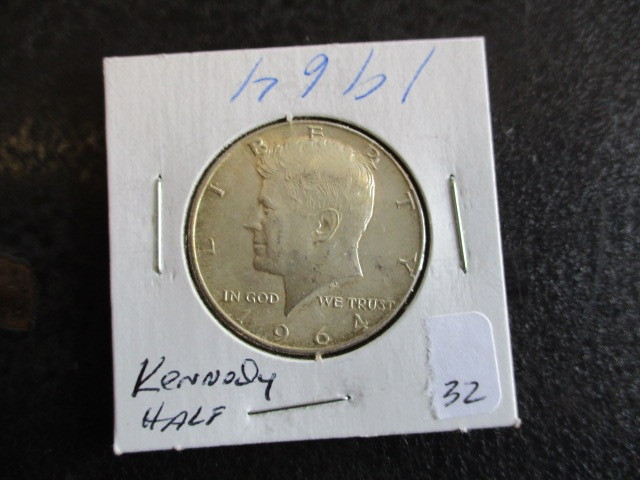 1964
LIBERTY
IN GOD WE TRUST
1964
Kennedy
HALF
32